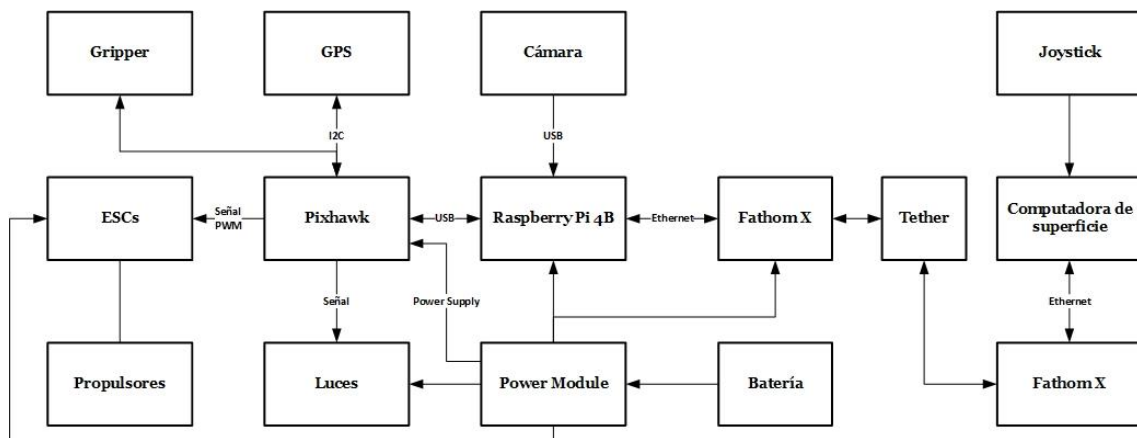 Gripper
GPS
Cámara
Joystick
I2C
USB
ESCs
Señal
PWM
Pixhawk
USB
Raspberry Pi 4B
Ethernet
Fathom X
Tether
Computadora de
superficie
Señal
Power Supply
Ethernet
Propulsores
Luces
Power Module
Batería
Fathom X